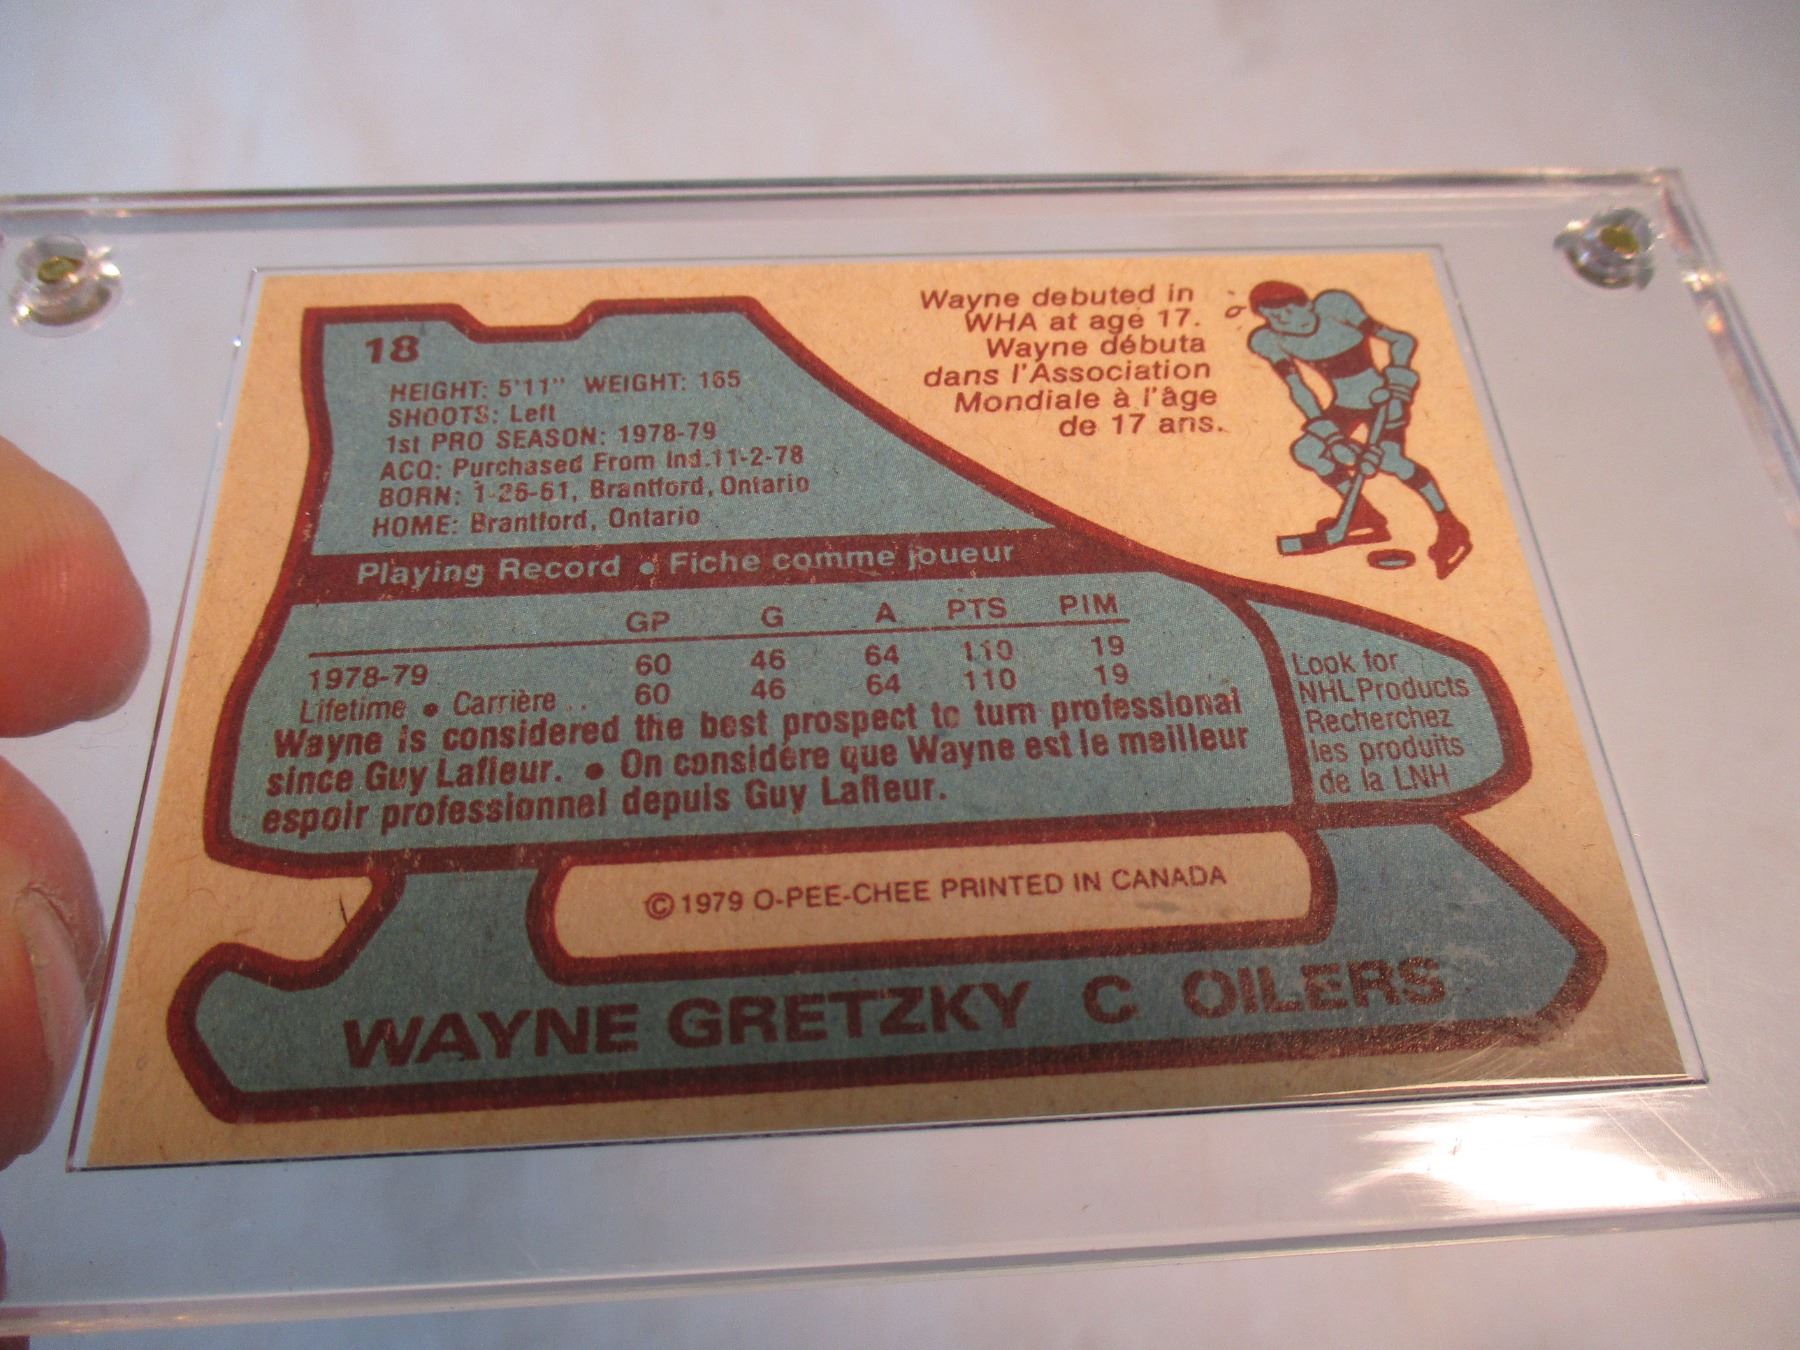 18
HEIGHT: 5'11" WEIGHT: 165
SHOOTS: Left
1st PRO SEASON: 1978-79
ACQ: Purchased From Ind.11-2-78
BORN: 1-26-61, Brantford, Ontario
HOME: Brantford, Ontario
Wayne debuted in
WHA at age 17.
Wayne débuta
dans l'Association
Mondiale à l'âge
de 17 ans.
Playing Record • Fiche comme joueur
GP G A PTS PIM
1978-79 60 46 64 110 19
Lifetime • Carrière .. 60 46 64 110 19
Wayne is considered the best prospect to turn professional
since Guy Lafleur. • On considère que Wayne est le meilleur
espoir professionnel depuis Guy Lafleur.
Look for
NHL Products
Recherchez
les produits
de la LNH
© 1979 O-PEE-CHEE PRINTED IN CANADA
WAYNE GRETZKY C OILERS